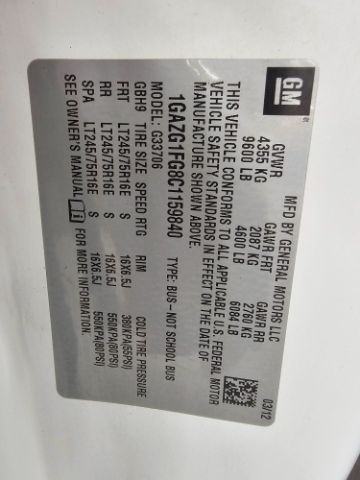 GM
MFD BY GENERAL MOTORS LLC
03/12
GVWR GAWR FRT GAWR RR
4355 KG 2087 KG 2760 KG
9600 LB 4600 LB 6084 LB
THIS VEHICLE CONFORMS TO ALL APPLICABLE U.S. FEDERAL MOTOR
VEHICLE SAFETY STANDARDS IN EFFECT ON THE DATE OF
MANUFACTURE SHOWN ABOVE.
1GAZG1FG8C1159840 TYPE: BUS-NOT SCHOOL BUS
MODEL: G33706
GBH9 TIRE SIZE SPEED RTG RIM COLD TIRE PRESSURE
FRT LT245/75R16E S 16X6.5J 380KPA(55PSI)
RR LT245/75R16E S 16X6.5J 550KPA(80PSI)
SPA LT245/75R16E S 16X6.5J 550KPA(80PSI)
SEE OWNER'S MANUAL FOR MORE INFORMATION.